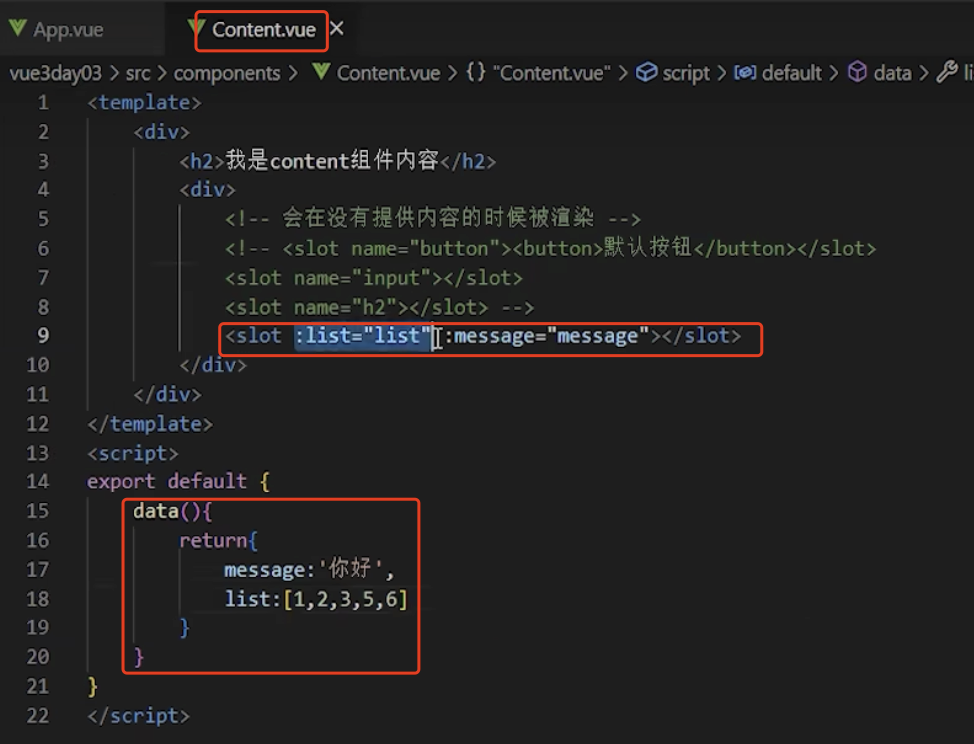 App.vue Content.vue ×
vue3day03 > src > components > Content.vue > {} "Content.vue" > script > default > data > li
1 <template>
2 <div>
3 <h2>我是content组件内容</h2>
4 <div>
5 <!-- 会在没有提供内容的时候被渲染 -->
6 <!-- <slot name="button"><button>默认按钮</button></slot>
7 <slot name="input"></slot>
8 <slot name="h2"></slot> -->
9 <slot :list="list" :message="message"></slot>
10 </div>
11 </div>
12 </template>
13 <script>
14 export default {
15 data(){
16 return{
17 message:'你好',
18 list:[1,2,3,5,6]
19 }
20 }
21 }
22 </script>